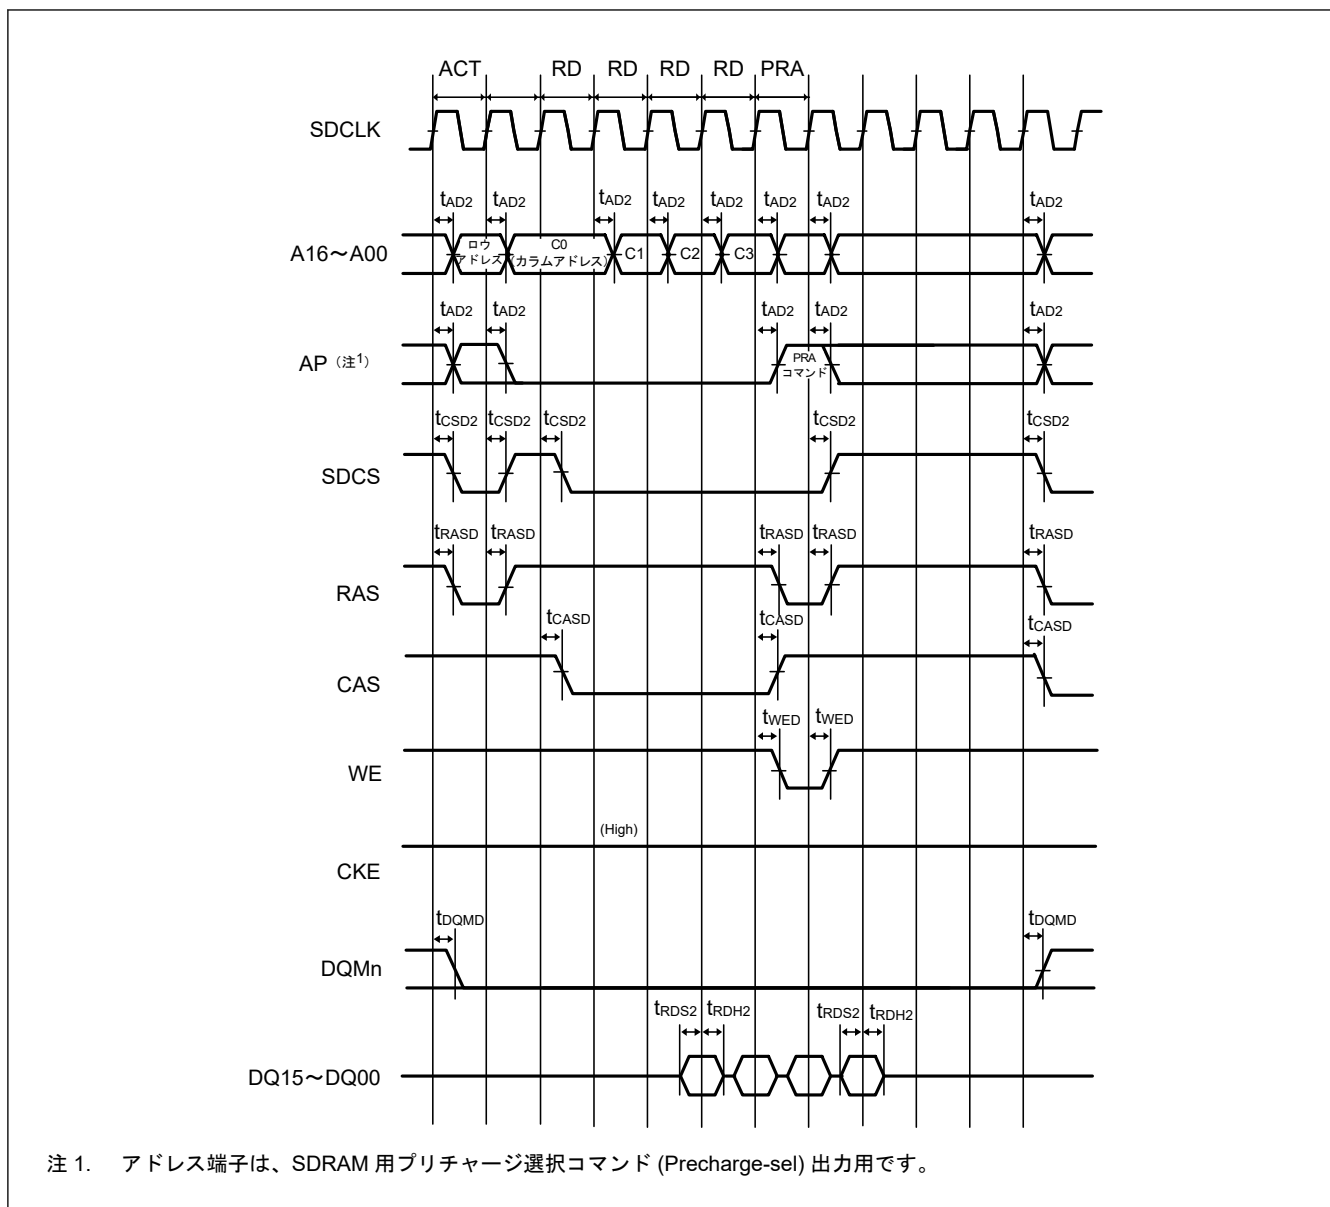 ACT RD RD RD RD PRA
SDCLK
tAD2 tAD2 tAD2 tAD2 tAD2 tAD2 tAD2 tAD2
A16～A00
ロウ
アドレス
C0
(カラムアドレス)
C1 C2 C3
tAD2 tAD2 tAD2 tAD2 tAD2
AP（注1）
PRA
コマンド
tCSD2 tCSD2 tCSD2 tCSD2 tCSD2
SDCS
tRASD tRASD tRASD tRASD tRASD
RAS
tCASD tCASD tCASD
CAS
tWED tWED
WE
(High)
CKE
tDQMD tDQMD
DQMn
tRDS2 tRDH2 tRDS2 tRDH2
DQ15～DQ00
注 1. アドレス端子は、SDRAM 用プリチャージ選択コマンド (Precharge-sel) 出力用です。